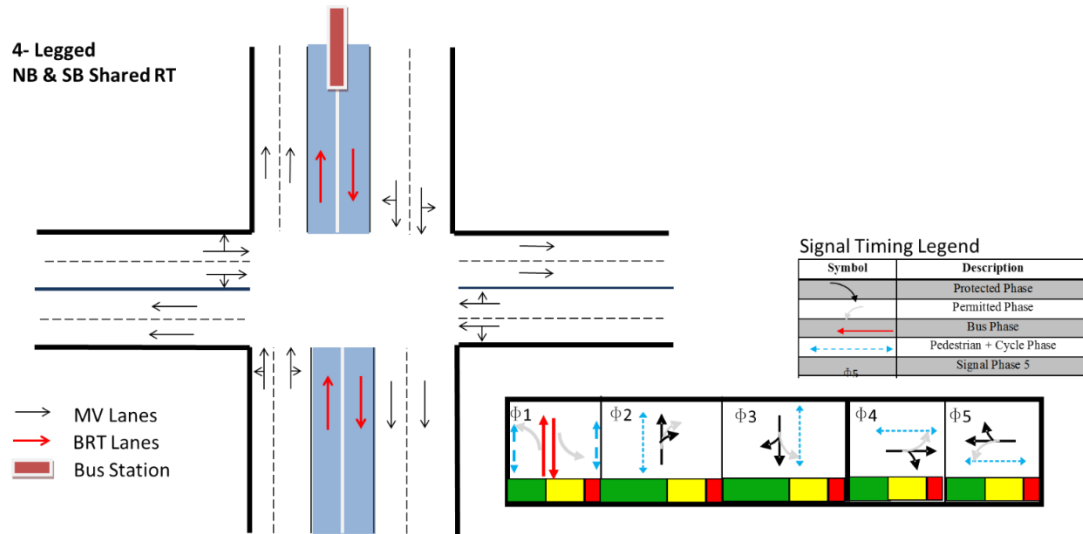 4- Legged
NB & SB Shared RT
Signal Timing Legend
Symbol Description
Protected Phase
Permitted Phase
Bus Phase
Pedestrian + Cycle Phase
Φ5 Signal Phase 5
MV Lanes
BRT Lanes
Bus Station
ϕ1 ϕ2 ϕ3 ϕ4 ϕ5